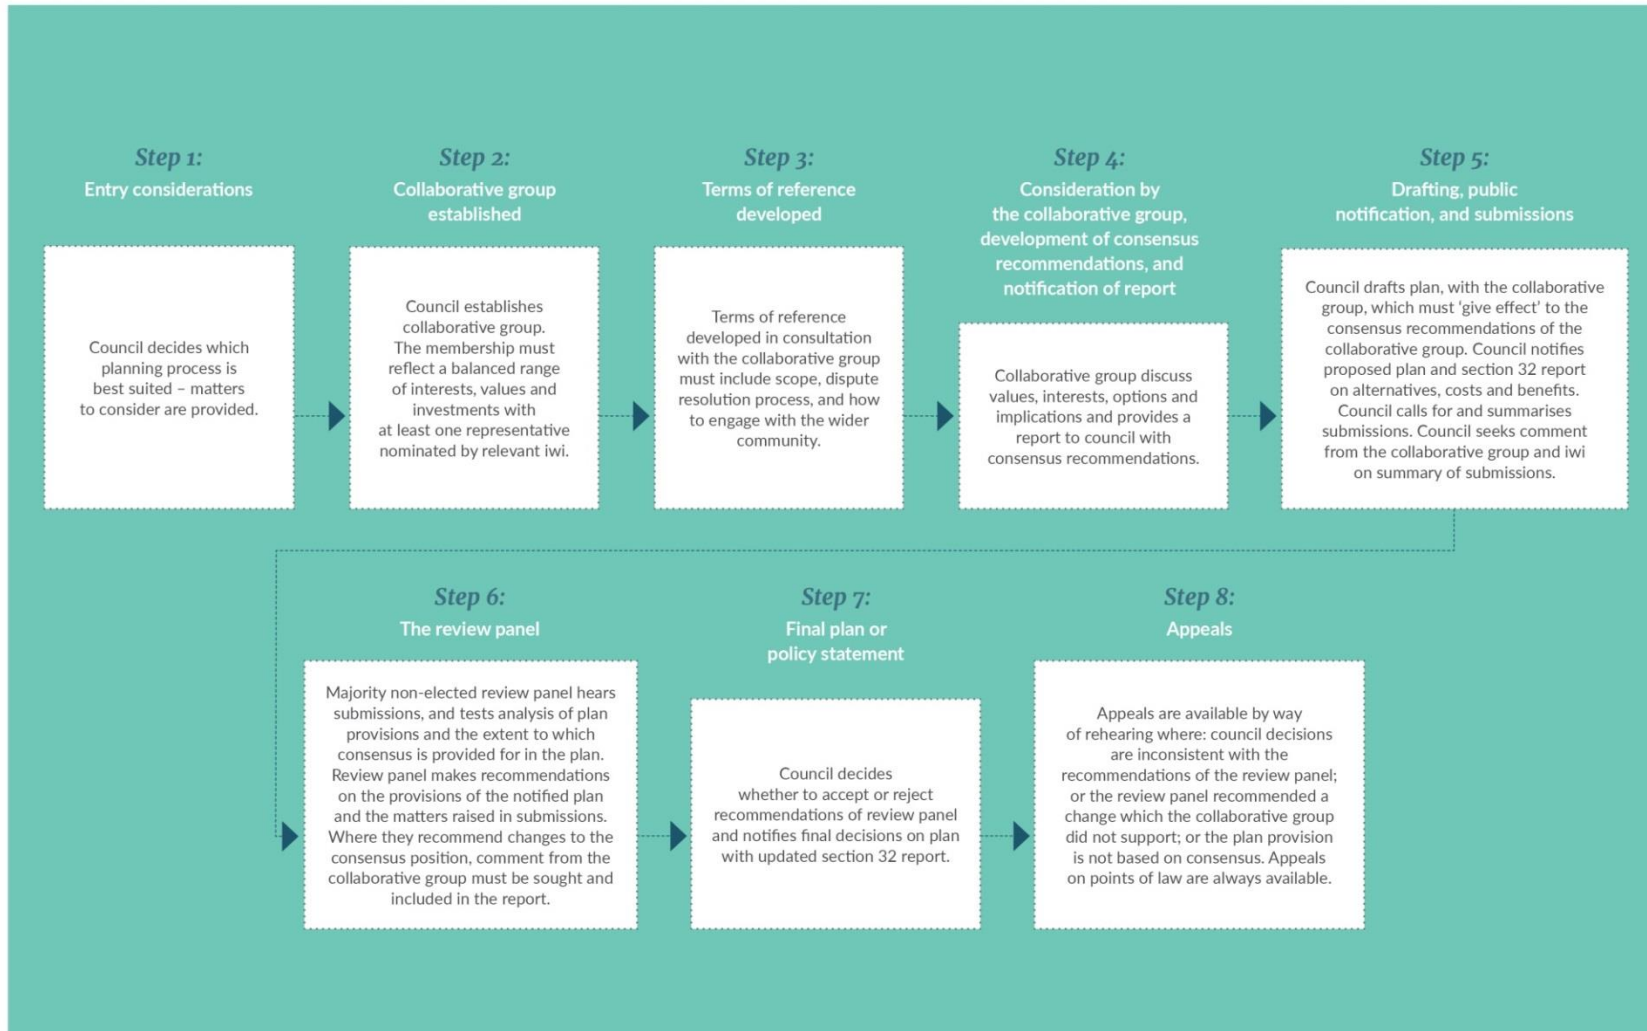 Step 1:
Entry considerations
Council decides which
planning process is
best suited – matters
to consider are provided.
Step 2:
Collaborative group
established
Council establishes
collaborative group.
The membership must
reflect a balanced range
of interests, values and
investments with
at least one representative
nominated by relevant iwi.
Step 3:
Terms of reference
developed
Terms of reference
developed in consultation
with the collaborative group
must include scope, dispute
resolution process, and how
to engage with the wider
community.
Step 4:
Consideration by
the collaborative group,
development of consensus
recommendations, and
notification of report
Collaborative group discuss
values, interests, options and
implications and provides a
report to council with
consensus recommendations.
Step 5:
Drafting, public
notification, and submissions
Council drafts plan, with the collaborative
group, which must ‘give effect’ to the
consensus recommendations of the
collaborative group. Council notifies
proposed plan and section 32 report
on alternatives, costs and benefits.
Council calls for and summarises
submissions. Council seeks comment
from the collaborative group and iwi
on summary of submissions.
Step 6:
The review panel
Majority non-elected review panel hears
submissions, and tests analysis of plan
provisions and the extent to which
consensus is provided for in the plan.
Review panel makes recommendations
on the provisions of the notified plan
and the matters raised in submissions.
Where they recommend changes to the
consensus position, comment from the
collaborative group must be sought and
included in the report.
Step 7:
Final plan or
policy statement
Council decides
whether to accept or reject
recommendations of review panel
and notifies final decisions on plan
with updated section 32 report.
Step 8:
Appeals
Appeals are available by way
of rehearing where: council decisions
are inconsistent with the
recommendations of the review panel;
or the review panel recommended a
change which the collaborative group
did not support; or the plan provision
is not based on consensus. Appeals
on points of law are always available.